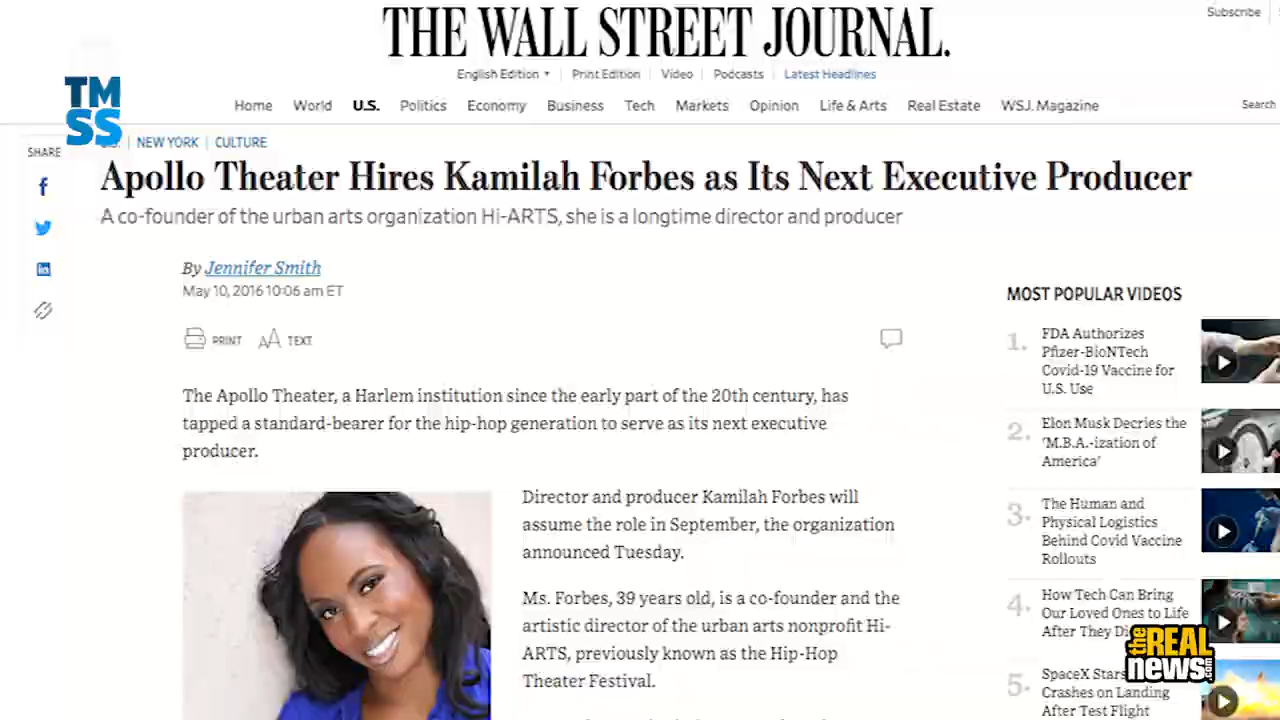 THE WALL STREET JOURNAL.
Subscribe
English Edition
Print Edition
Video
Podcasts
Latest Headlines
TM
SS
Home World U.S. Politics Economy Business Tech Markets Opinion Life & Arts Real Estate WSJ. Magazine
Search
SHARE
NEW YORK | CULTURE
Apollo Theater Hires Kamilah Forbes as Its Next Executive Producer
A co-founder of the urban arts organization Hi-ARTS, she is a longtime director and producer
By Jennifer Smith
May 10, 2016 10:06 am ET
PRINT
TEXT
The Apollo Theater, a Harlem institution since the early part of the 20th century, has
tapped a standard-bearer for the hip-hop generation to serve as its next executive
producer.
Director and producer Kamilah Forbes will
assume the role in September, the organization
announced Tuesday.
Ms. Forbes, 39 years old, is a co-founder and the
artistic director of the urban arts nonprofit Hi-
ARTS, previously known as the Hip-Hop
Theater Festival.
MOST POPULAR VIDEOS
1. FDA Authorizes
Pfizer-BioNTech
Covid-19 Vaccine for
U.S. Use
2. Elon Musk Decries the
'M.B.A.-ization of
America'
3. The Human and
Physical Logistics
Behind Covid Vaccine
Rollouts
4. How Tech Can Bring
Our Loved Ones to Life
After They
5. SpaceX
Crashes on Landing
After Test Flight
the REAL
news.com